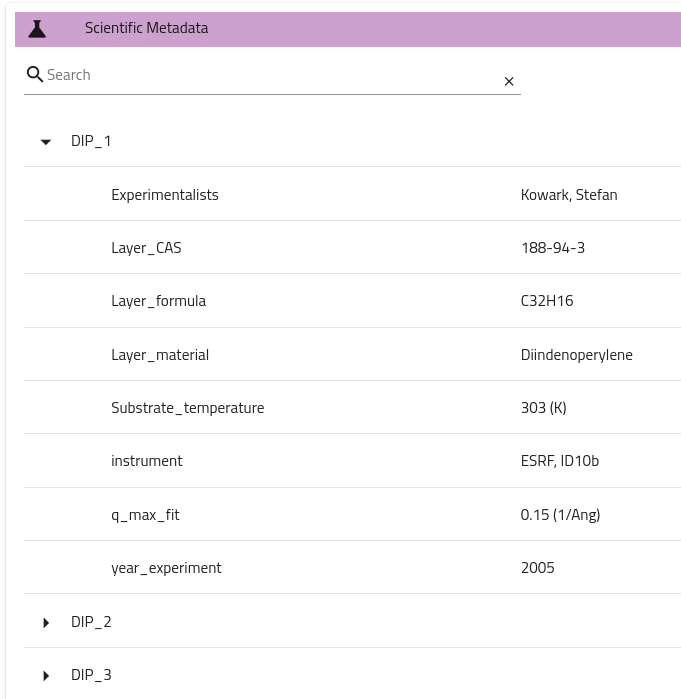 Scientific Metadata
Search
DIP_1
Experimentalists Kowark, Stefan
Layer_CAS 188-94-3
Layer_formula C32H16
Layer_material Diindenoperylene
Substrate_temperature 303 (K)
instrument ESRF, ID10b
q_max_fit 0.15 (1/Ang)
year_experiment 2005
DIP_2
DIP_3